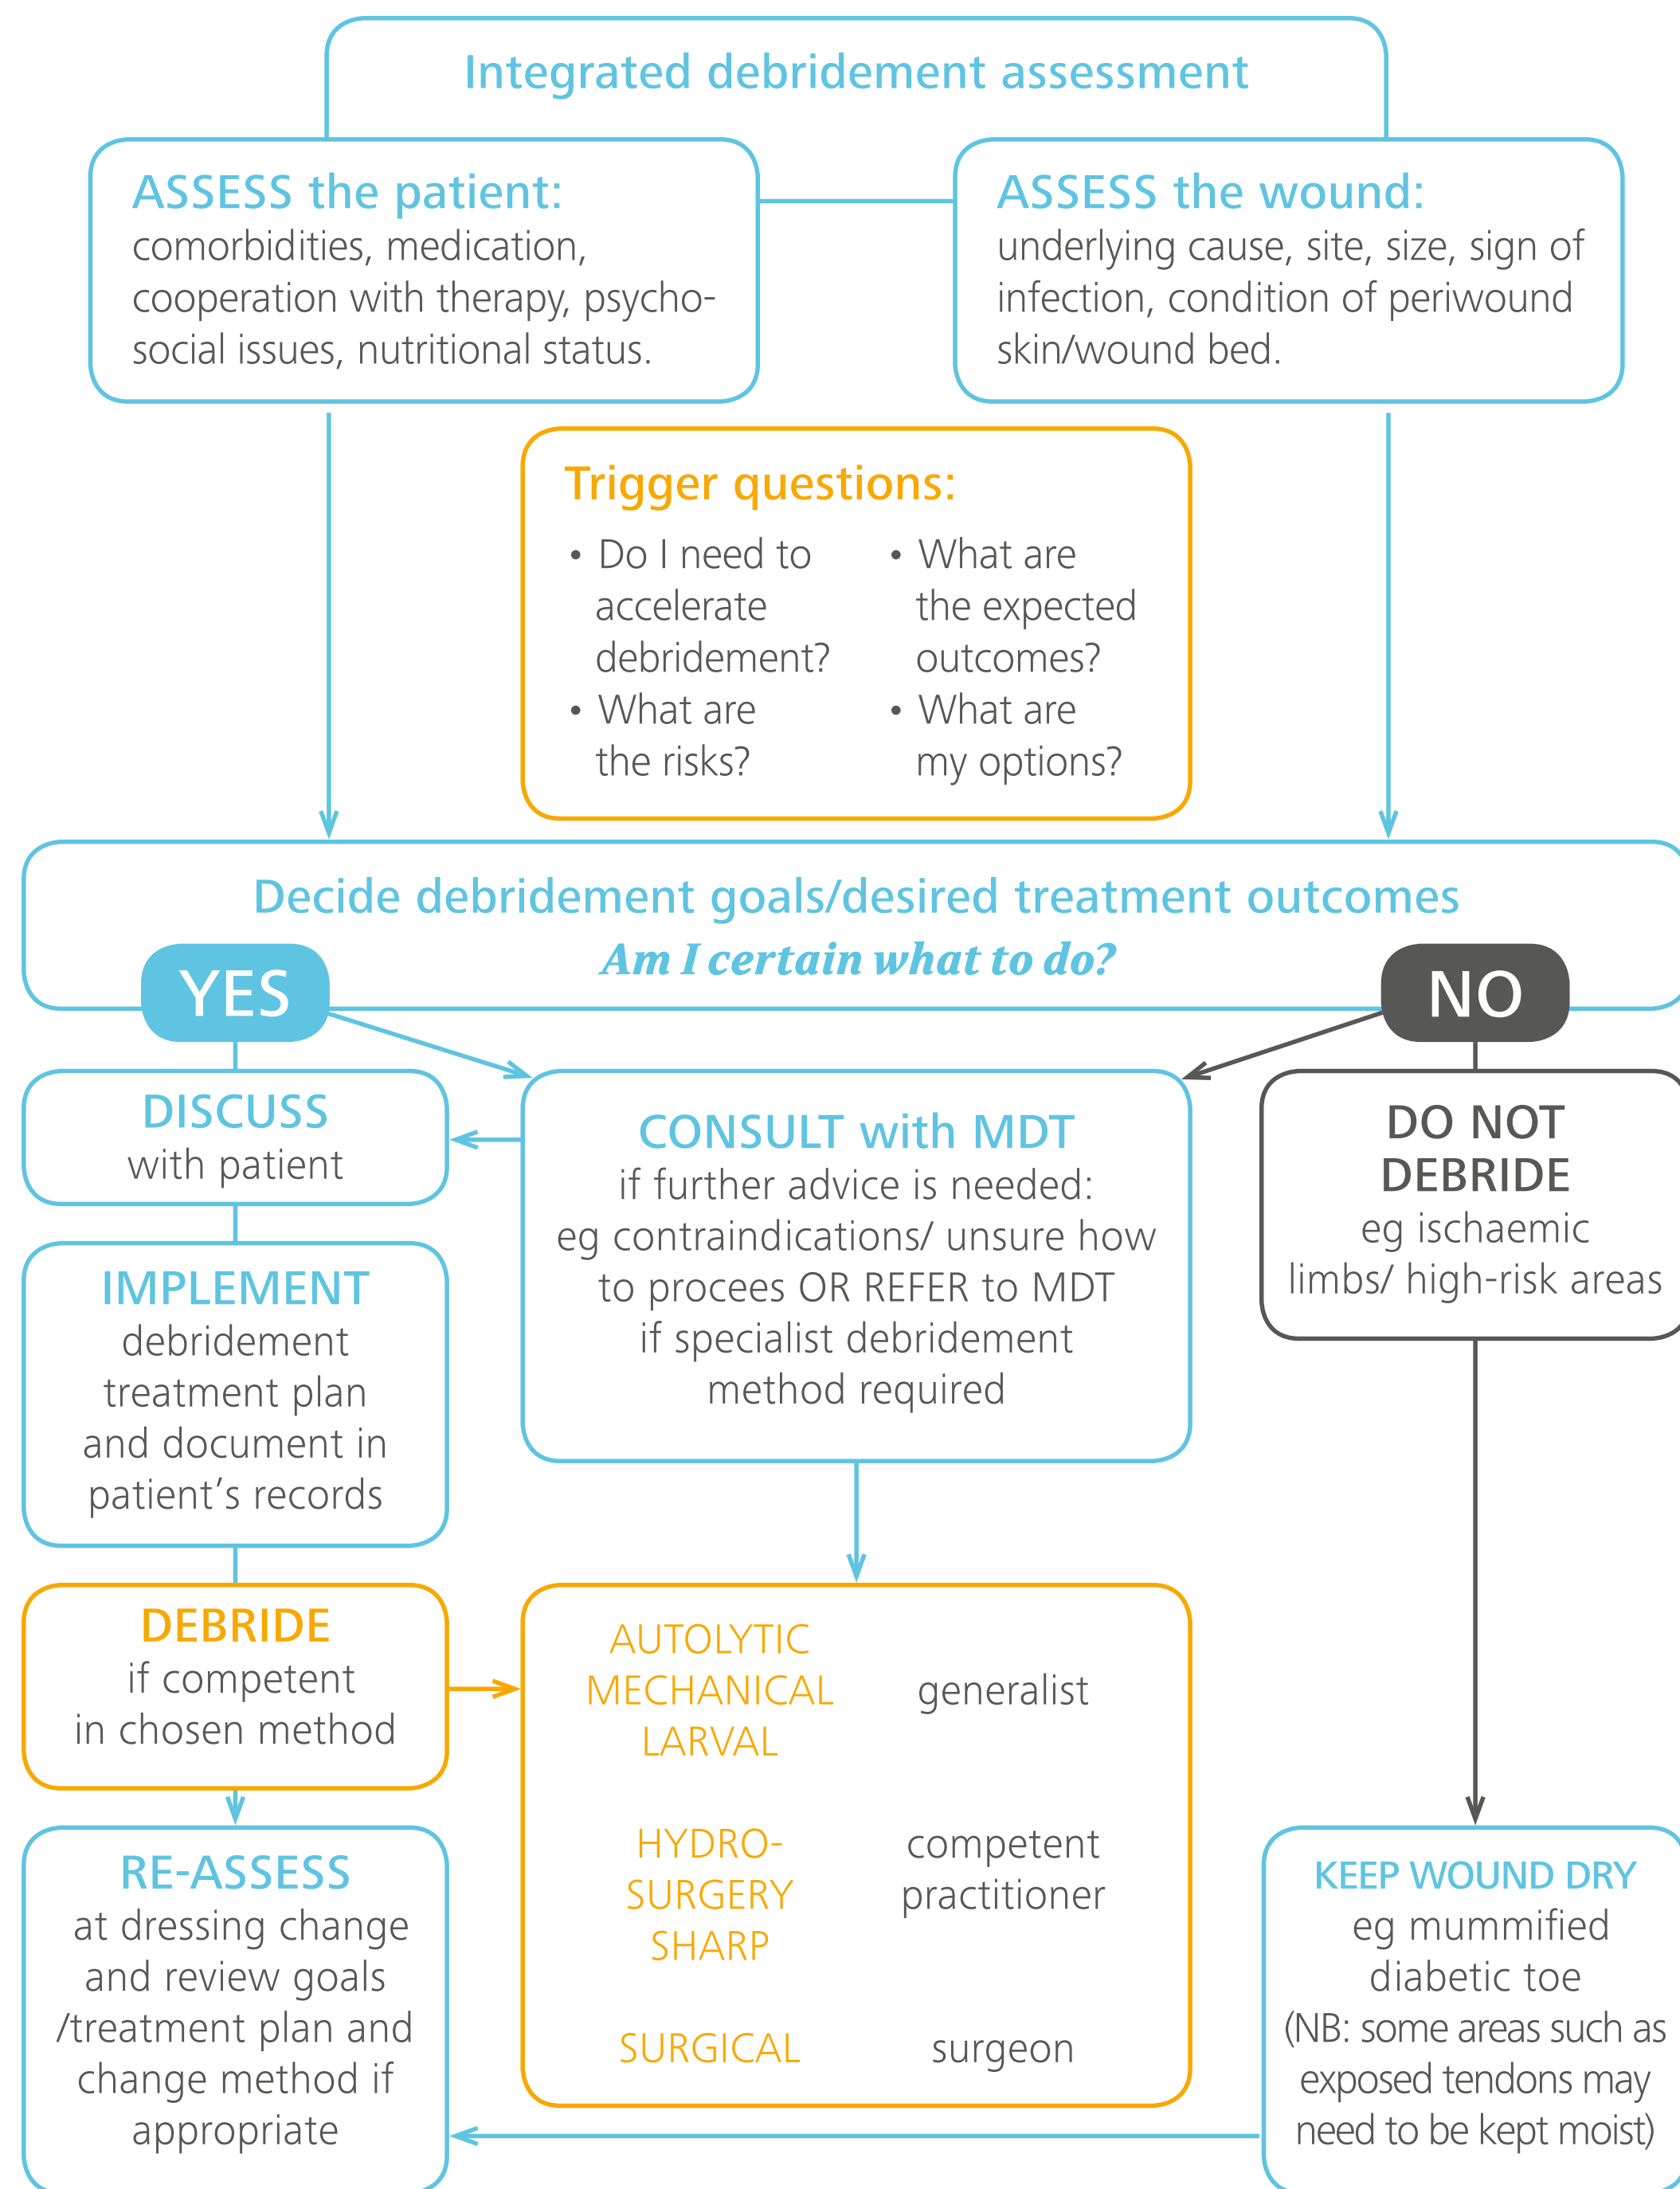 Integrated debridement assessment
ASSESS the patient:
comorbidities, medication,
cooperation with therapy, psycho-
social issues, nutritional status.
ASSESS the wound:
underlying cause, site, size, sign of
infection, condition of periwound
skin/wound bed.
Trigger questions:
• Do I need to
accelerate
debridement?
• What are
the risks?
• What are
the expected
outcomes?
• What are
my options?
Decide debridement goals/desired treatment outcomes
Am I certain what to do?
YES
NO
DISCUSS
with patient
IMPLEMENT
debridement
treatment plan
and document in
patient’s records
DEBRIDE
if competent
in chosen method
RE-ASSESS
at dressing change
and review goals
/treatment plan and
change method if
appropriate
CONSULT with MDT
if further advice is needed:
eg contraindications/ unsure how
to procees OR REFER to MDT
if specialist debridement
method required
AUTOLYTIC
MECHANICAL
LARVAL
generalist
HYDRO-
SURGERY
SHARP
competent
practitioner
SURGICAL
surgeon
DO NOT
DEBRIDE
eg ischaemic
limbs/ high-risk areas
KEEP WOUND DRY
eg mummified
diabetic toe
(NB: some areas such as
exposed tendons may
need to be kept moist)